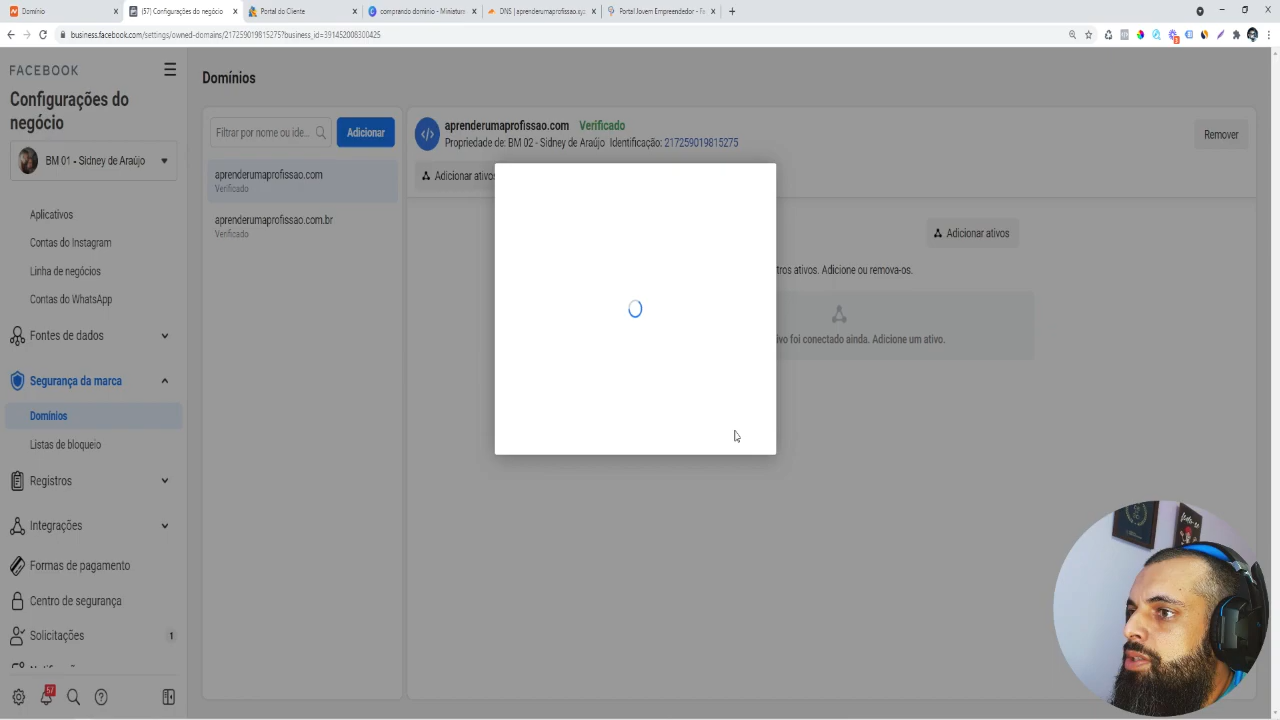 Domínio
(57) Configurações do negócio
Portal do Cliente
comprando dominio - Miniatur
DNS | aprenderumaprofissao.xy
Portal Jovem Empreendedor - Fa
business.facebook.com/settings/owned-domains/217259019815275?business_id=391452008300425
FACEBOOK
Configurações do
negócio
BM 01 - Sidney de Araújo
Aplicativos
Contas do Instagram
Linha de negócios
Contas do WhatsApp
Fontes de dados
Segurança da marca
Domínios
Listas de bloqueio
Registros
Integrações
Formas de pagamento
Centro de segurança
Solicitações 1
57
Domínios
Filtrar por nome ou ide...
Adicionar
aprenderumaprofissao.com
Verificado
aprenderumaprofissao.com.br
Verificado
aprenderumaprofissao.com Verificado
Propriedade de: BM 02 - Sidney de Araújo Identificação: 217259019815275
Remover
Adicionar ativos
Adicionar ativos
tros ativos. Adicione ou remova-os.
ivo foi conectado ainda. Adicione um ativo.